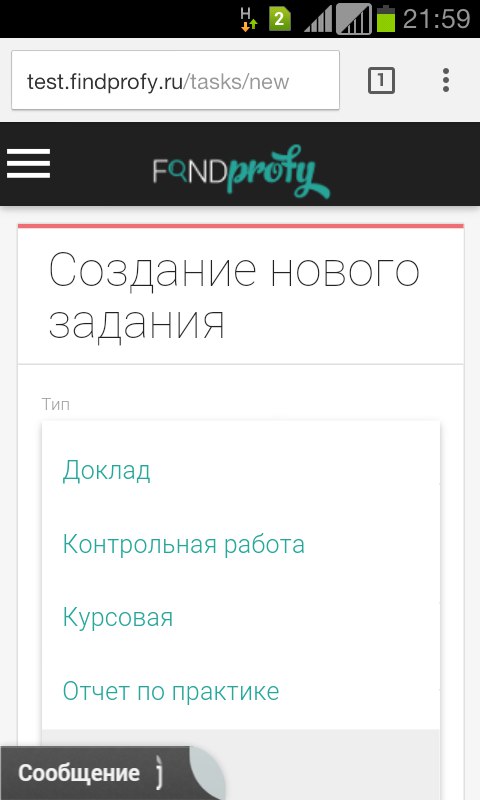 H 2 21:59
test.findprofy.ru/tasks/new 1
FINDprofy
Создание нового
задания
Тип
Доклад
Контрольная работа
Курсовая
Отчет по практике
Сообщение